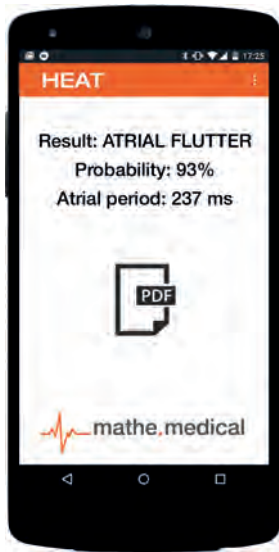 17:25
HEAT
Result: ATRIAL FLUTTER
Probability: 93%
Atrial period: 237 ms
PDF
mathe.medical